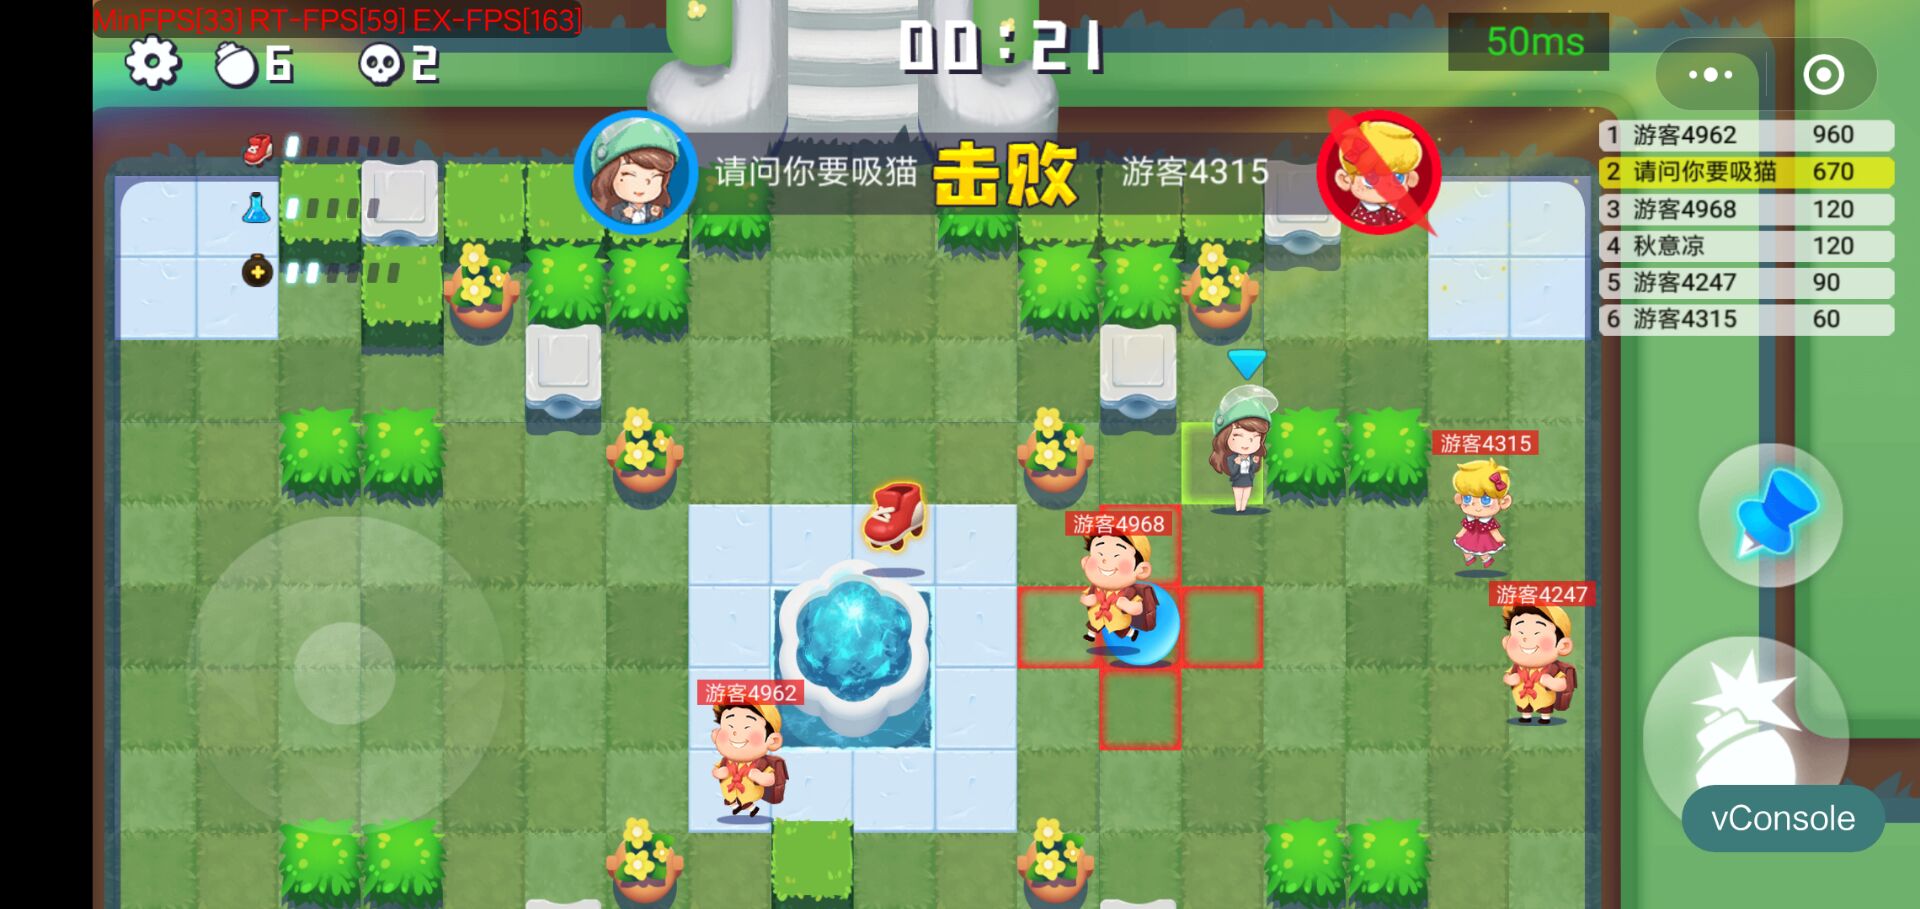 MinFPS[33] RT-FPS[59] EX-FPS[163]
6
2
00:21
50ms
请问你要吸猫 击败 游客4315
1 游客4962 960
2 请问你要吸猫 670
3 游客4968 120
4 秋意凉 120
5 游客4247 90
6 游客4315 60
游客4315
游客4968
游客4247
游客4962
vConsole